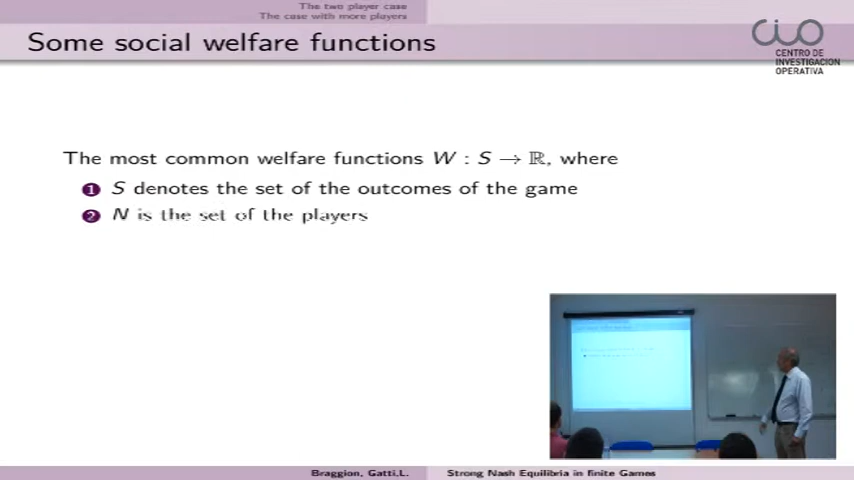 The two player case
The case with more players
Some social welfare functions
CIO
CENTRO DE
INVESTIGACION
OPERATIVA
The most common welfare functions W : S → ℝ, where
1 S denotes the set of the outcomes of the game
2 N is the set of the players
Braggion, Gatti,L. Strong Nash Equilibria in finite Games